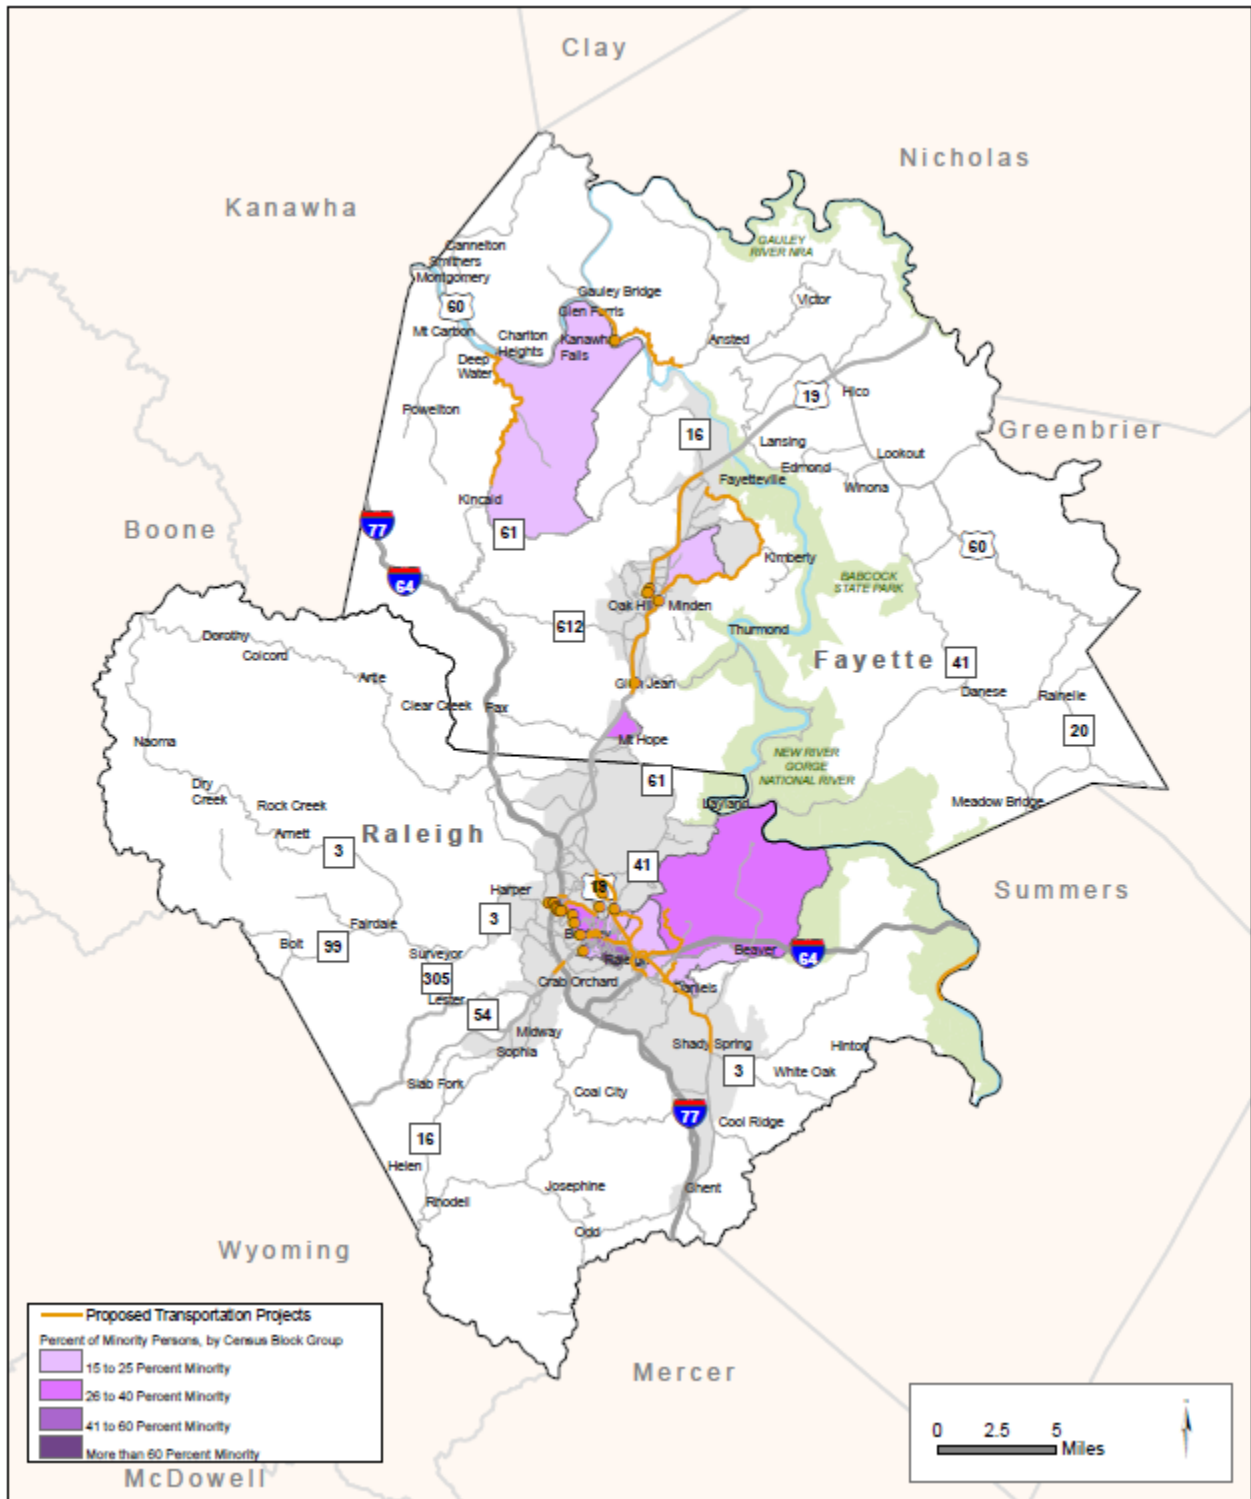 Clay
Nicholas
Kanawha
GAULEY
RIVER NRA
Cannelton
Smithers
Montgomery
Gauley Bridge
Victor
60
Glen Ferris
Mt Carbon
Charlton
Heights
Kanawha
Falls
Ansted
Deep
Water
19
Hico
Powellton
Greenbrier
16
Lansing
Lookout
Edmond
Fayetteville
Winona
Kincaid
Boone
77
61
60
Kimberly
64
BABCOCK
STATE PARK
Oak Hill
Minden
612
Thurmond
Dorothy
Colcord
Fayette
41
Artie
Glen Jean
Danese
Rainelle
Clear Creek
Pax
20
Naoma
Mt Hope
NEW RIVER
GORGE
NATIONAL RIVER
61
Dry
Creek
Rock Creek
Layland
Meadow Bridge
Arnett
Raleigh
3
41
Harper
19
Summers
3
Fairdale
Bolt
99
Surveyor
Beckley
Raleigh
Beaver
64
305
Crab Orchard
Daniels
Lester
54
Midway
Sophia
Shady Spring
Hinton
3
White Oak
Slab Fork
Coal City
77
Cool Ridge
16
Helen
Josephine
Ghent
Rhodell
Odd
Wyoming
Proposed Transportation Projects
Percent of Minority Persons, by Census Block Group
15 to 25 Percent Minority
26 to 40 Percent Minority
41 to 60 Percent Minority
More than 60 Percent Minority
Mercer
0 2.5 5
Miles
McDowell